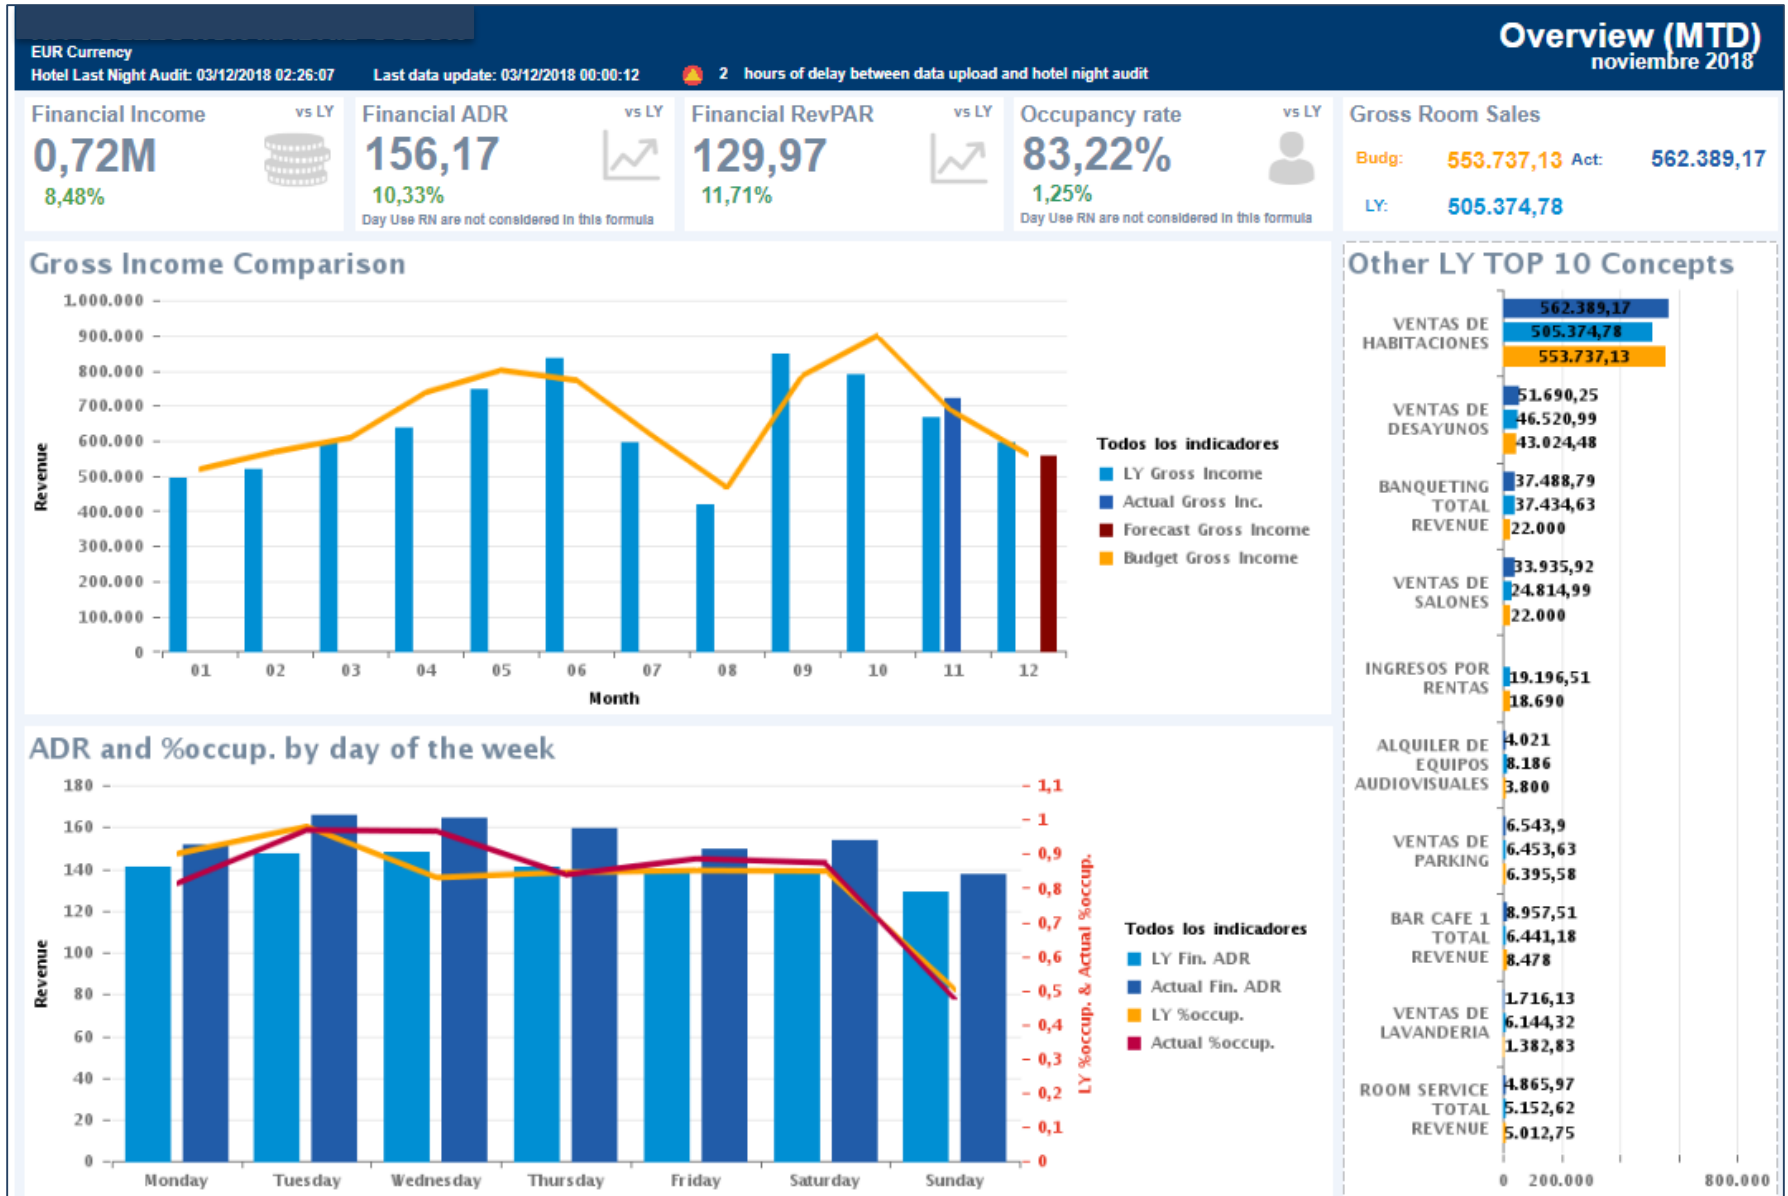 Overview (MTD)
noviembre 2018
EUR Currency
Hotel Last Night Audit: 03/12/2018 02:26:07 Last data update: 03/12/2018 00:00:12 2 hours of delay between data upload and hotel night audit
Financial Income vs LY
0,72M
8,48%
Financial ADR vs LY
156,17
10,33%
Day Use RN are not considered in this formula
Financial RevPAR vs LY
129,97
11,71%
Occupancy rate vs LY
83,22%
1,25%
Day Use RN are not considered in this formula
Gross Room Sales
Budg: 553.737,13 Act: 562.389,17
LY: 505.374,78
Gross Income Comparison
1.000.000
900.000
800.000
700.000
600.000
500.000
400.000
300.000
200.000
100.000
0
Revenue
01 02 03 04 05 06 07 08 09 10 11 12
Month
Todos los indicadores
LY Gross Income
Actual Gross Inc.
Forecast Gross Income
Budget Gross Income
ADR and %occup. by day of the week
180
160
140
120
100
80
60
40
20
0
Revenue
1,1
1
0,9
0,8
0,7
0,6
0,5
0,4
0,3
0,2
0,1
0
LY %occup. & Actual %occup.
Monday Tuesday Wednesday Thursday Friday Saturday Sunday
Todos los indicadores
LY Fin. ADR
Actual Fin. ADR
LY %occup.
Actual %occup.
Other LY TOP 10 Concepts
VENTAS DE
HABITACIONES
562.389,17
505.374,78
553.737,13
VENTAS DE
DESAYUNOS
51.690,25
46.520,99
43.024,48
BANQUETING
TOTAL
REVENUE
37.488,79
37.434,63
22.000
VENTAS DE
SALONES
33.935,92
24.814,99
22.000
INGRESOS POR
RENTAS
19.196,51
18.690
ALQUILER DE
EQUIPOS
AUDIOVISUALES
4.021
8.186
3.800
VENTAS DE
PARKING
6.543,9
6.453,63
6.395,58
BAR CAFE 1
TOTAL
REVENUE
8.957,51
6.441,18
8.478
VENTAS DE
LAVANDERIA
1.716,13
6.144,32
1.382,83
ROOM SERVICE
TOTAL
REVENUE
4.865,97
5.152,62
5.012,75
0 200.000 800.000